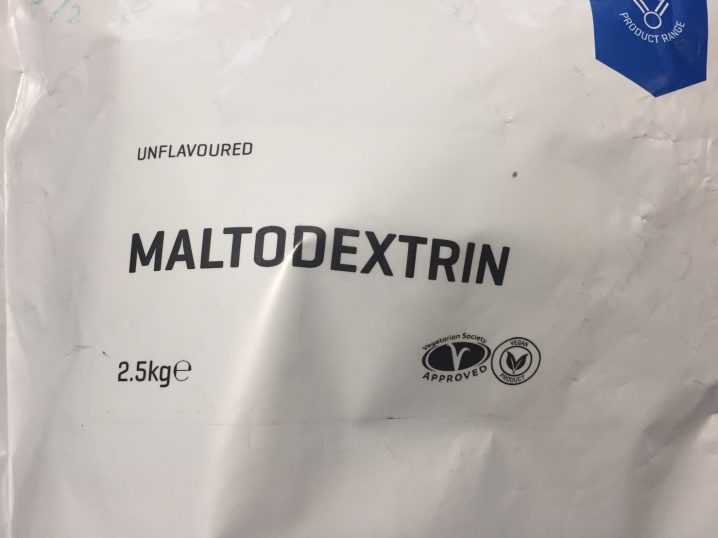 PRODUCT RANGE
UNFLAVOURED
MALTODEXTRIN
2.5kg℮
Vegetarian Society
APPROVED
VEGAN
PRODUCT